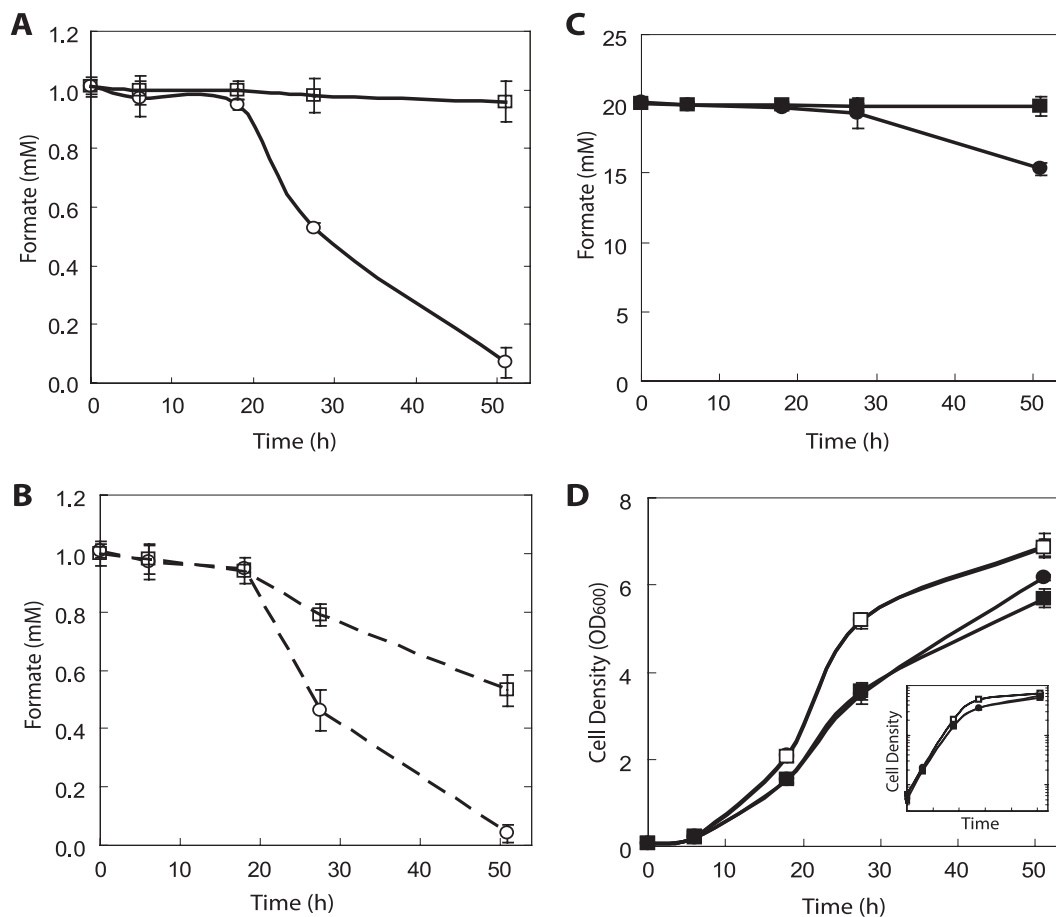 A
1.2
1.0
0.8
0.6
0.4
0.2
0.0
Formate (mM)
0 10 20 30 40 50
Time (h)
C
25
20
15
10
5
0
Formate (mM)
0 10 20 30 40 50
Time (h)
B
1.2
1.0
0.8
0.6
0.4
0.2
0.0
Formate (mM)
0 10 20 30 40 50
Time (h)
D
8
6
4
2
0
Cell Density (OD600)
0 10 20 30 40 50
Time (h)
Cell Density
Time